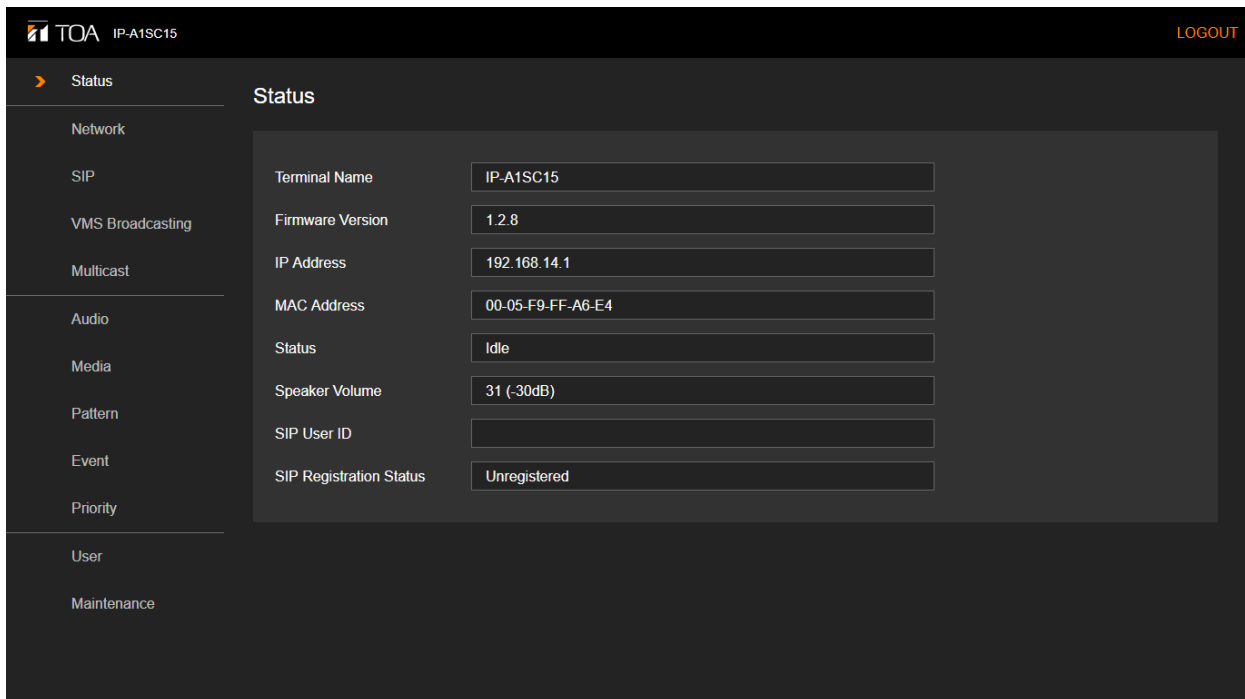 TOA IP-A1SC15 LOGOUT
Status
Network
SIP
VMS Broadcasting
Multicast
Audio
Media
Pattern
Event
Priority
User
Maintenance
Status
Terminal Name IP-A1SC15
Firmware Version 1.2.8
IP Address 192.168.14.1
MAC Address 00-05-F9-FF-A6-E4
Status Idle
Speaker Volume 31 (-30dB)
SIP User ID
SIP Registration Status Unregistered